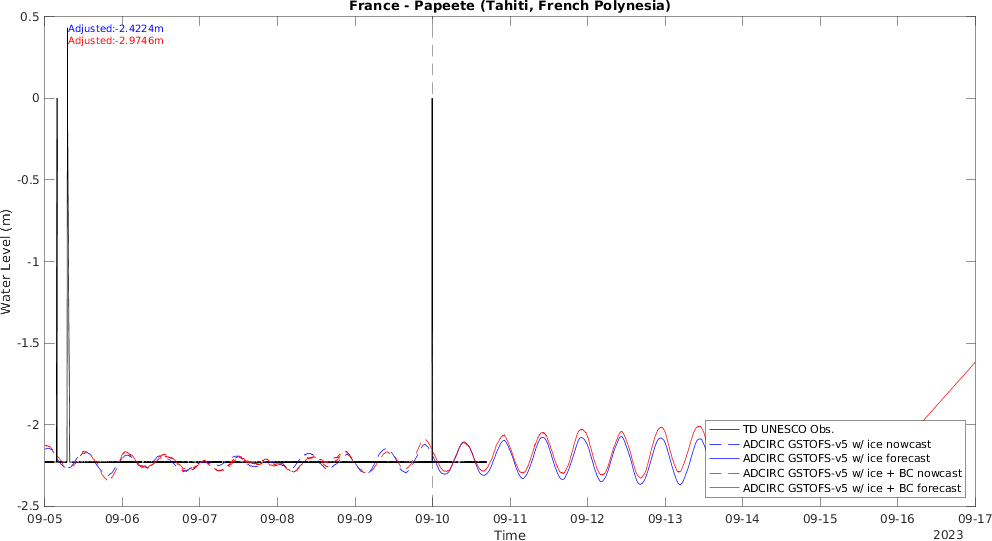 France - Papeete (Tahiti, French Polynesia)
Adjusted:-2.4224m
Adjusted:-2.9746m
0.5
0
-0.5
-1
-1.5
-2
-2.5
Water Level (m)
TD UNESCO Obs.
ADCIRC GSTOFS-v5 w/ ice nowcast
ADCIRC GSTOFS-v5 w/ ice forecast
ADCIRC GSTOFS-v5 w/ ice + BC nowcast
ADCIRC GSTOFS-v5 w/ ice + BC forecast
09-05 09-06 09-07 09-08 09-09 09-10 09-11 09-12 09-13 09-14 09-15 09-16 09-17
Time
2023